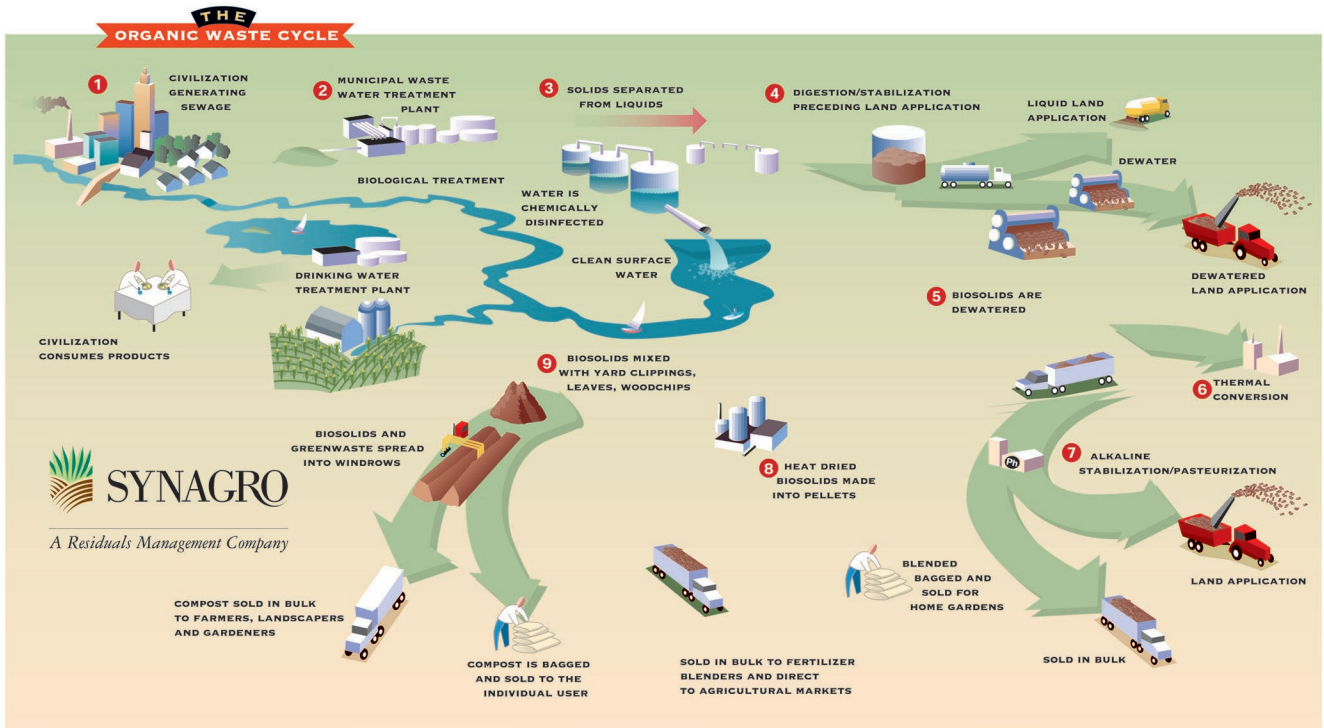 THE
ORGANIC WASTE CYCLE
1
CIVILIZATION
GENERATING
SEWAGE
2
MUNICIPAL WASTE
WATER TREATMENT
PLANT
BIOLOGICAL TREATMENT
3
SOLIDS SEPARATED
FROM LIQUIDS
WATER IS
CHEMICALLY
DISINFECTED
CLEAN SURFACE
WATER
4
DIGESTION/STABILIZATION
PRECEDING LAND APPLICATION
LIQUID LAND
APPLICATION
DEWATER
DEWATERED
LAND APPLICATION
DRINKING WATER
TREATMENT PLANT
CIVILIZATION
CONSUMES PRODUCTS
5
BIOSOLIDS ARE
DEWATERED
6
THERMAL
CONVERSION
Ph
7
ALKALINE
STABILIZATION/PASTEURIZATION
LAND APPLICATION
SOLD IN BULK
8
HEAT DRIED
BIOSOLIDS MADE
INTO PELLETS
BLENDED
BAGGED AND
SOLD FOR
HOME GARDENS
SOLD IN BULK TO FERTILIZER
BLENDERS AND DIRECT
TO AGRICULTURAL MARKETS
9
BIOSOLIDS MIXED
WITH YARD CLIPPINGS,
LEAVES, WOODCHIPS
BIOSOLIDS AND
GREENWASTE SPREAD
INTO WINDROWS
COMPOST SOLD IN BULK
TO FARMERS, LANDSCAPERS
AND GARDENERS
COMPOST IS BAGGED
AND SOLD TO THE
INDIVIDUAL USER
SYNAGRO
A Residuals Management Company